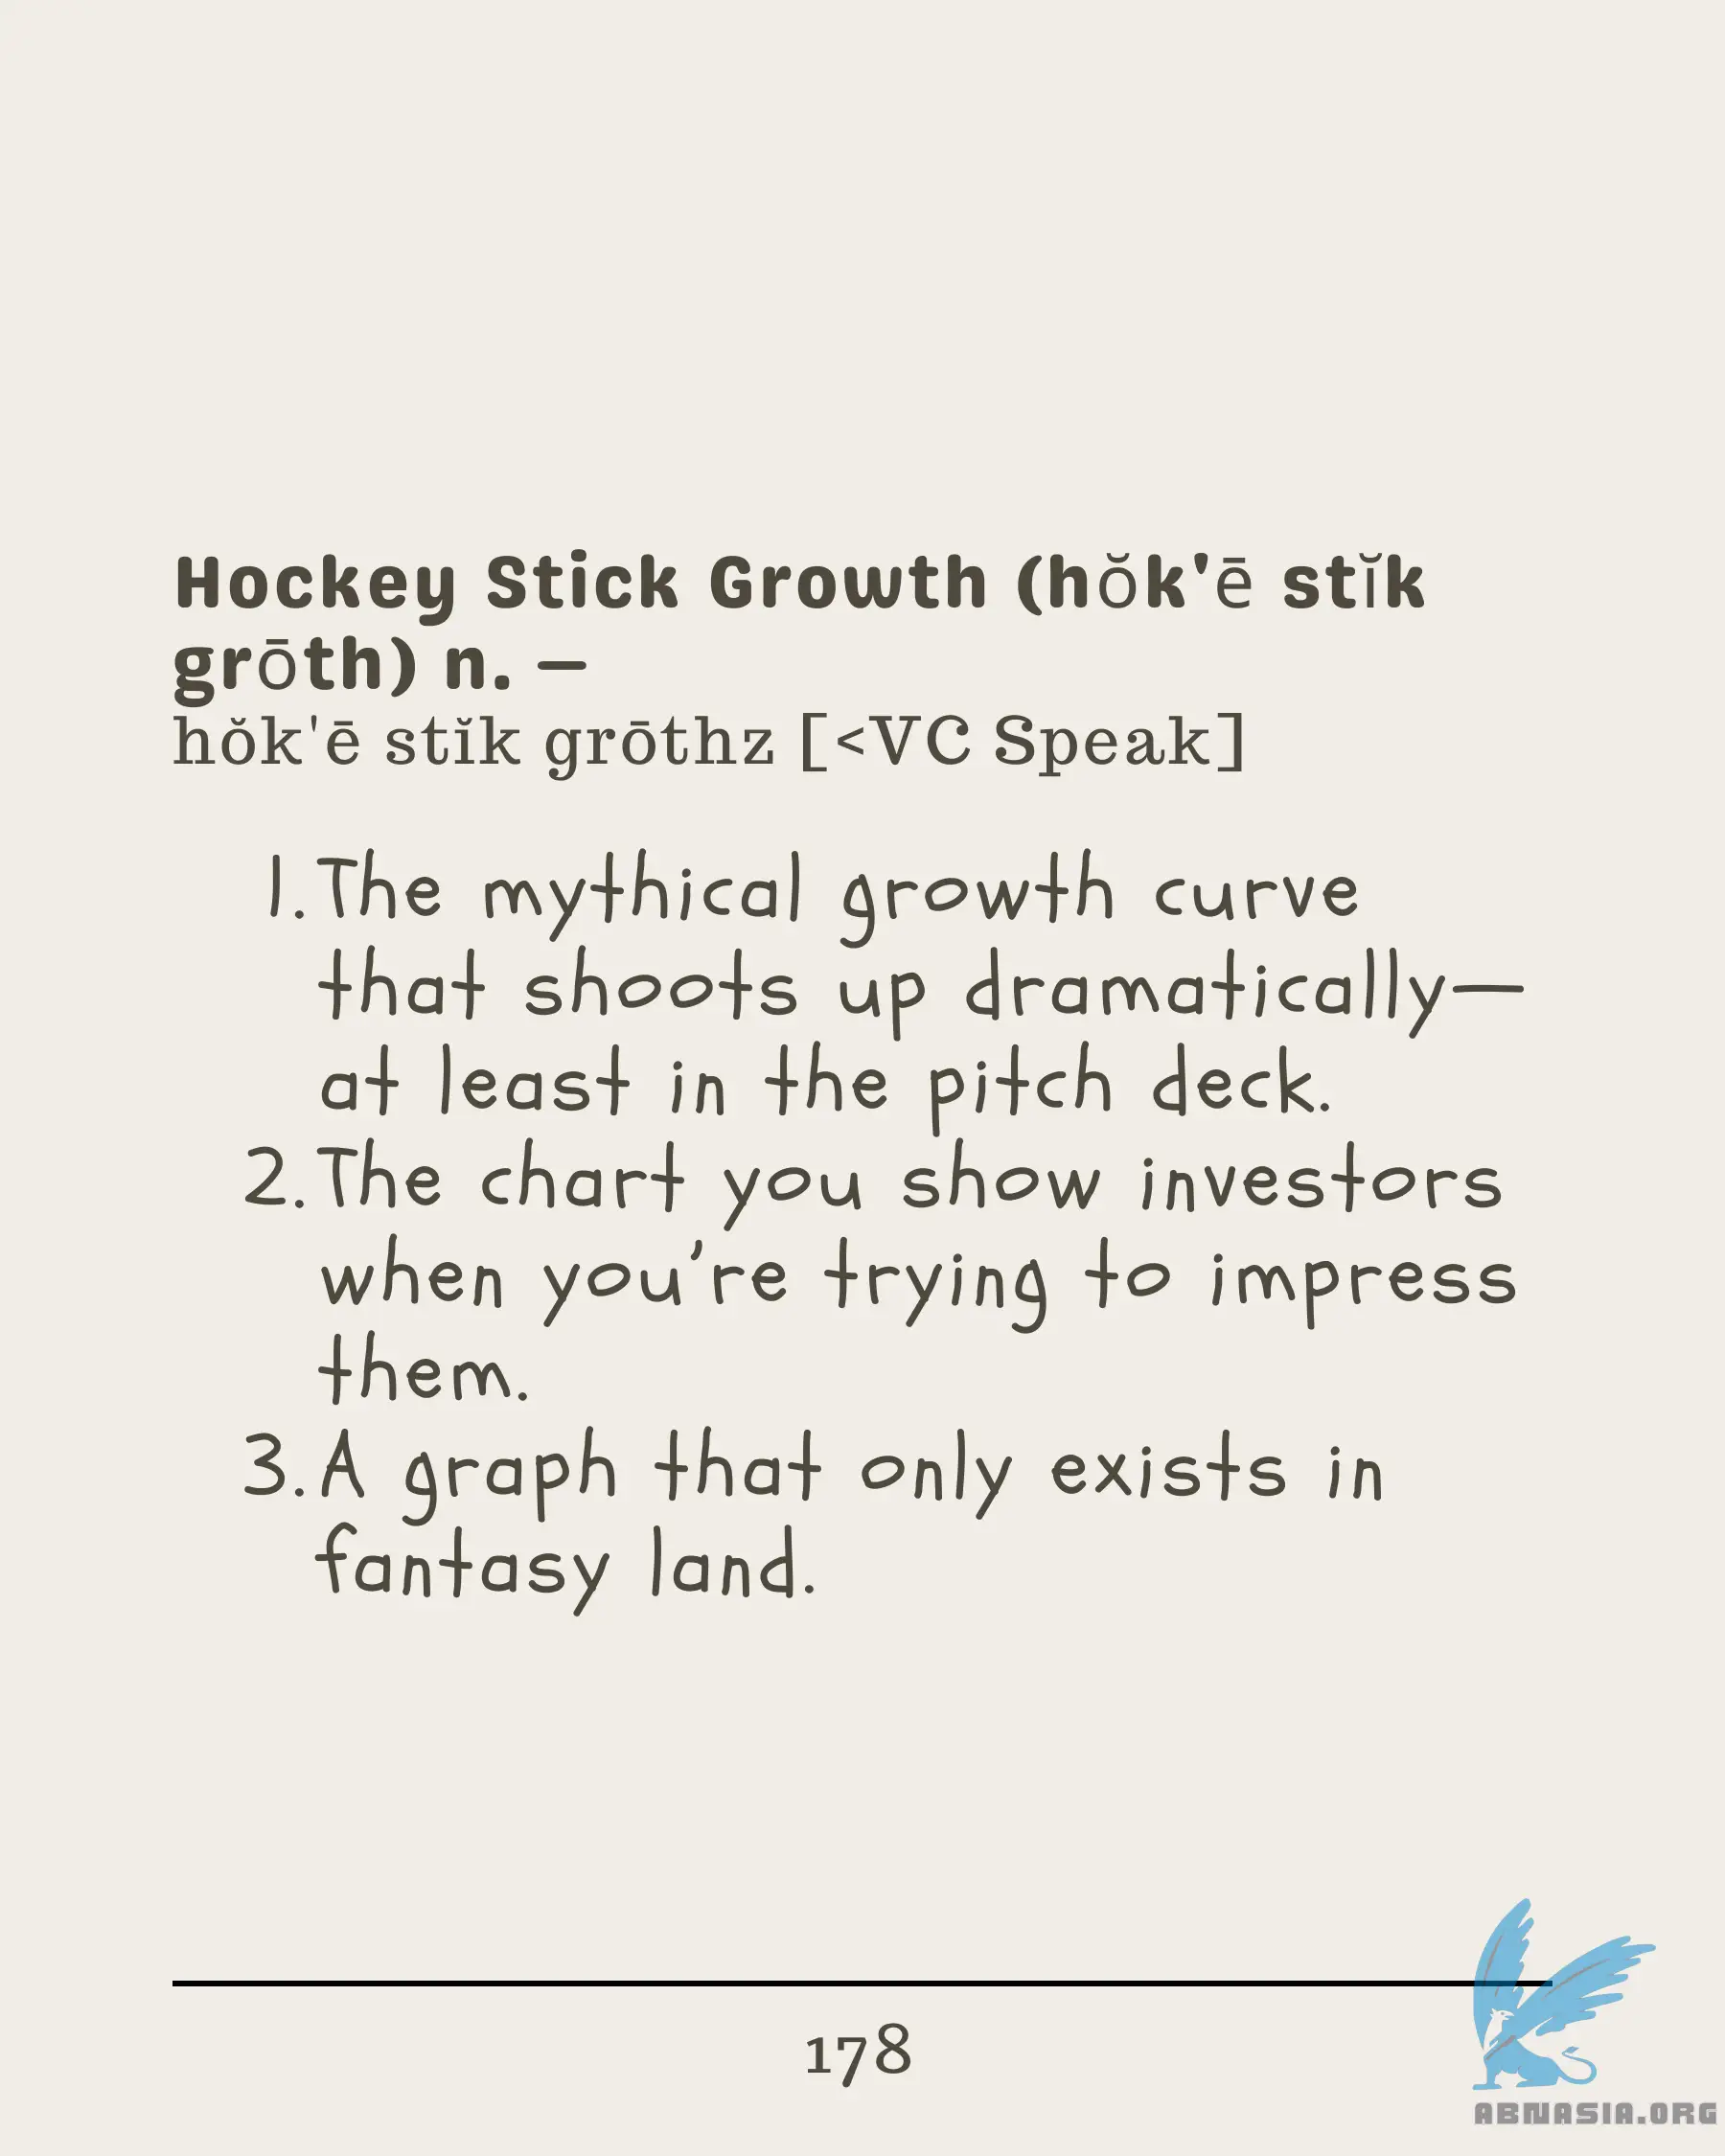 Hockey Stick Growth (hŏk'ē stĭk
grōth) n. —
hŏk'ē stĭk grōthz [<VC Speak]
1. The mythical growth curve
that shoots up dramatically—
at least in the pitch deck.
2. The chart you show investors
when you’re trying to impress
them.
3. A graph that only exists in
fantasy land.
178
ABNASIA.ORG